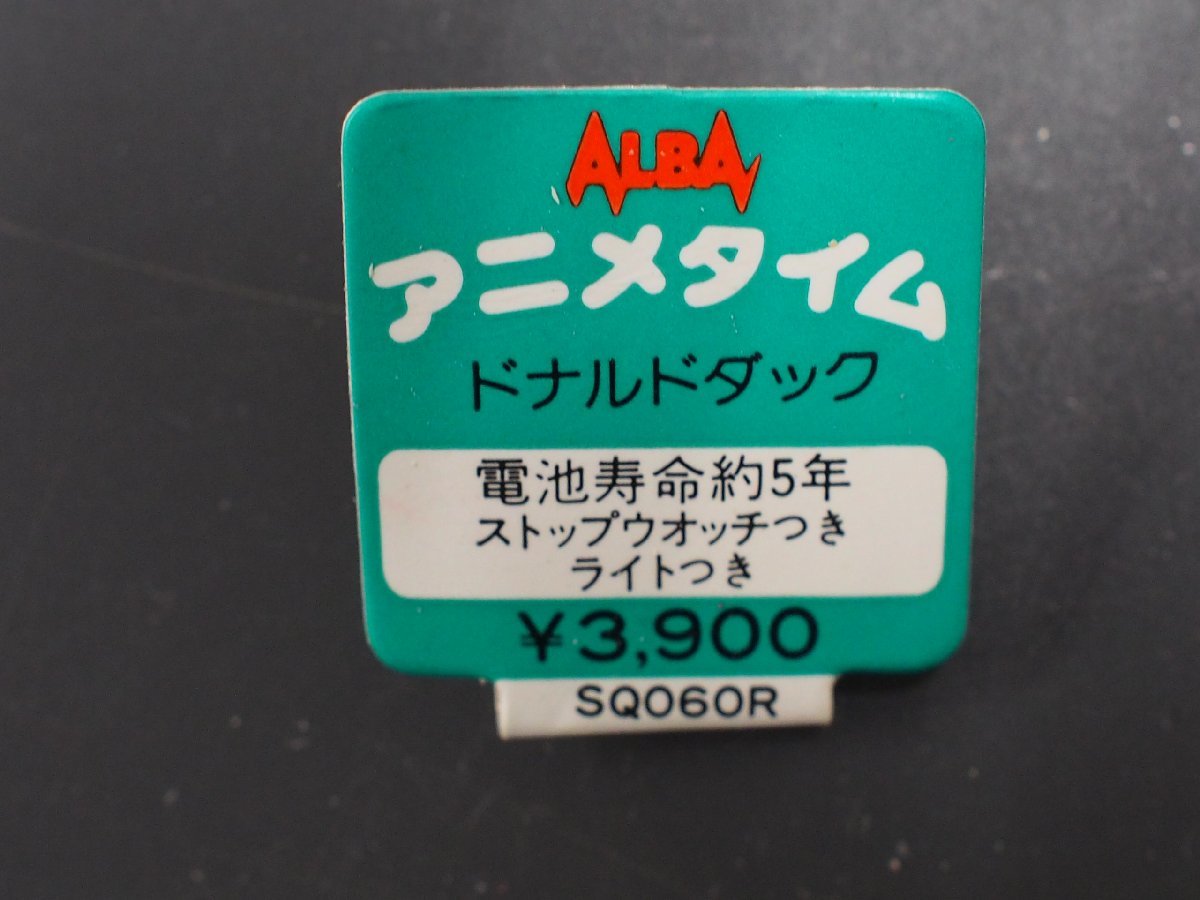 ALBA
アニメタイム
ドナルドダック
電池寿命約5年
ストップウオッチつき
ライトつき
¥3,900
SQ060R